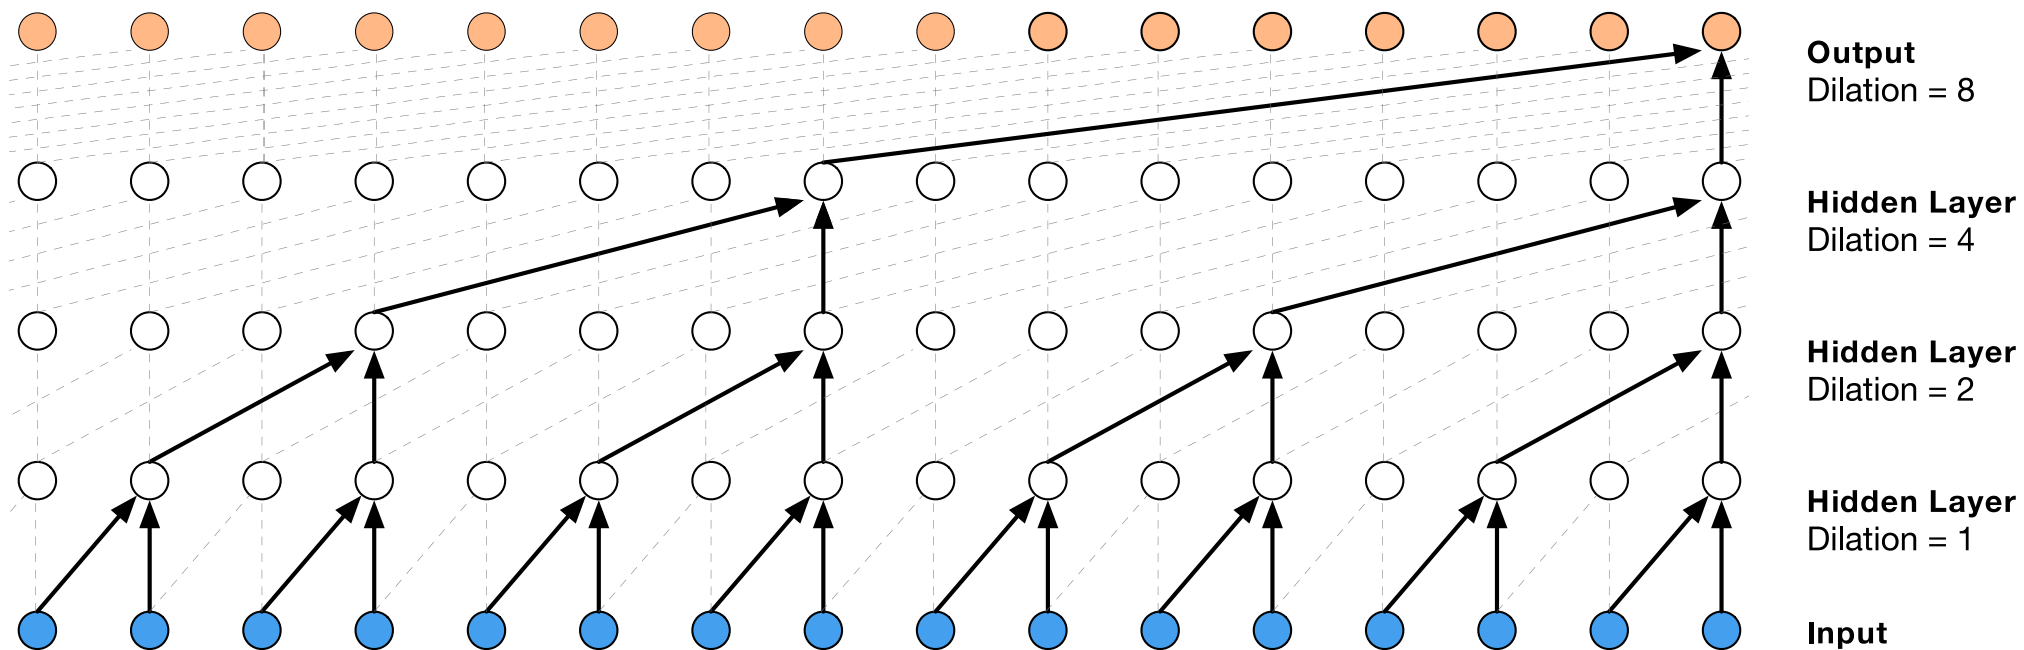 Output
Dilation = 8
Hidden Layer
Dilation = 4
Hidden Layer
Dilation = 2
Hidden Layer
Dilation = 1
Input